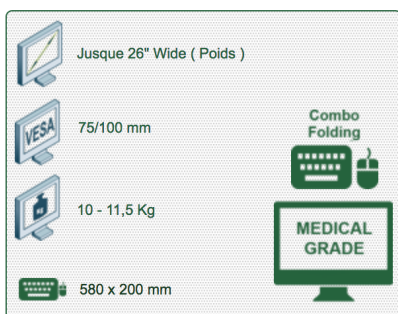 Jusque 26" Wide ( Poids )
VESA
75/100 mm
Combo
Folding
KG
10 - 11,5 Kg
MEDICAL
GRADE
580 x 200 mm